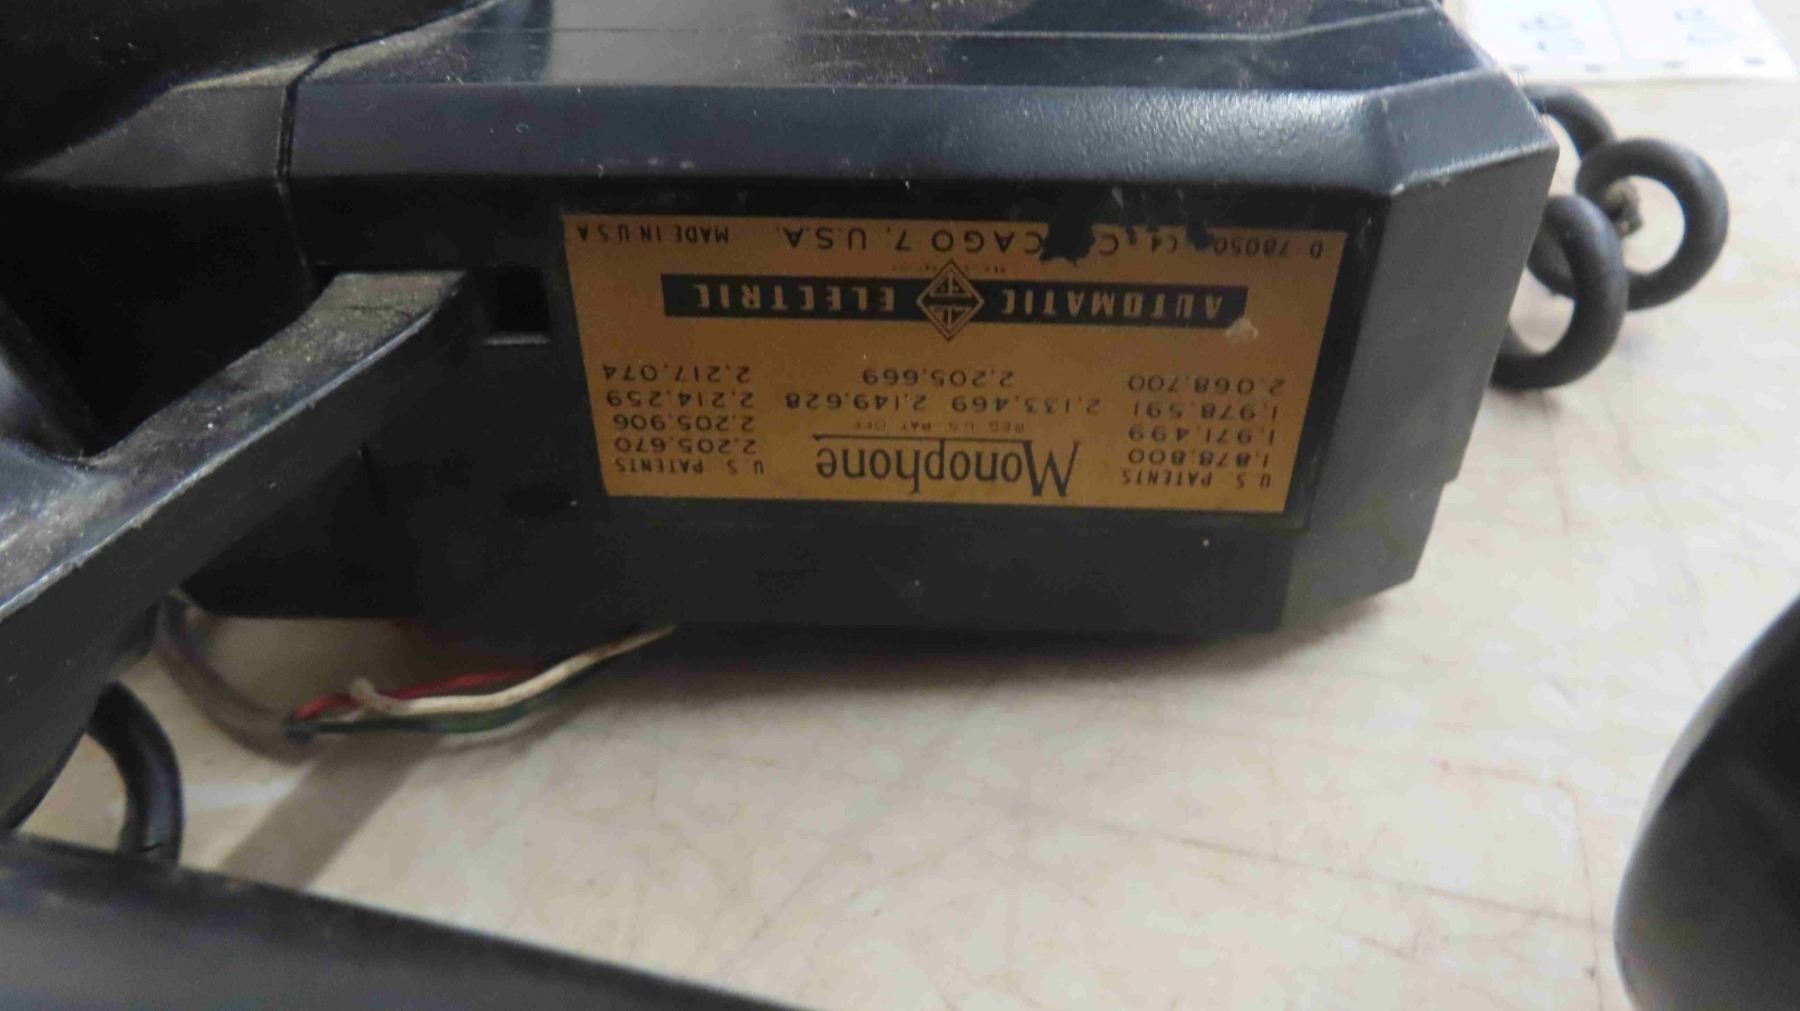 U. S. PATENTS Monophone U. S. PATENTS
1,878,800 REG. U.S. PAT. OFF. 2,205,670
1,971,499 2,205,906
1,978,591 2,133,469 2,149,628 2,214,259
2,068,700 2,205,669 2,217,074
AUTOMATIC ELECTRIC
CAGO 7, U.S.A. MADE IN U S A